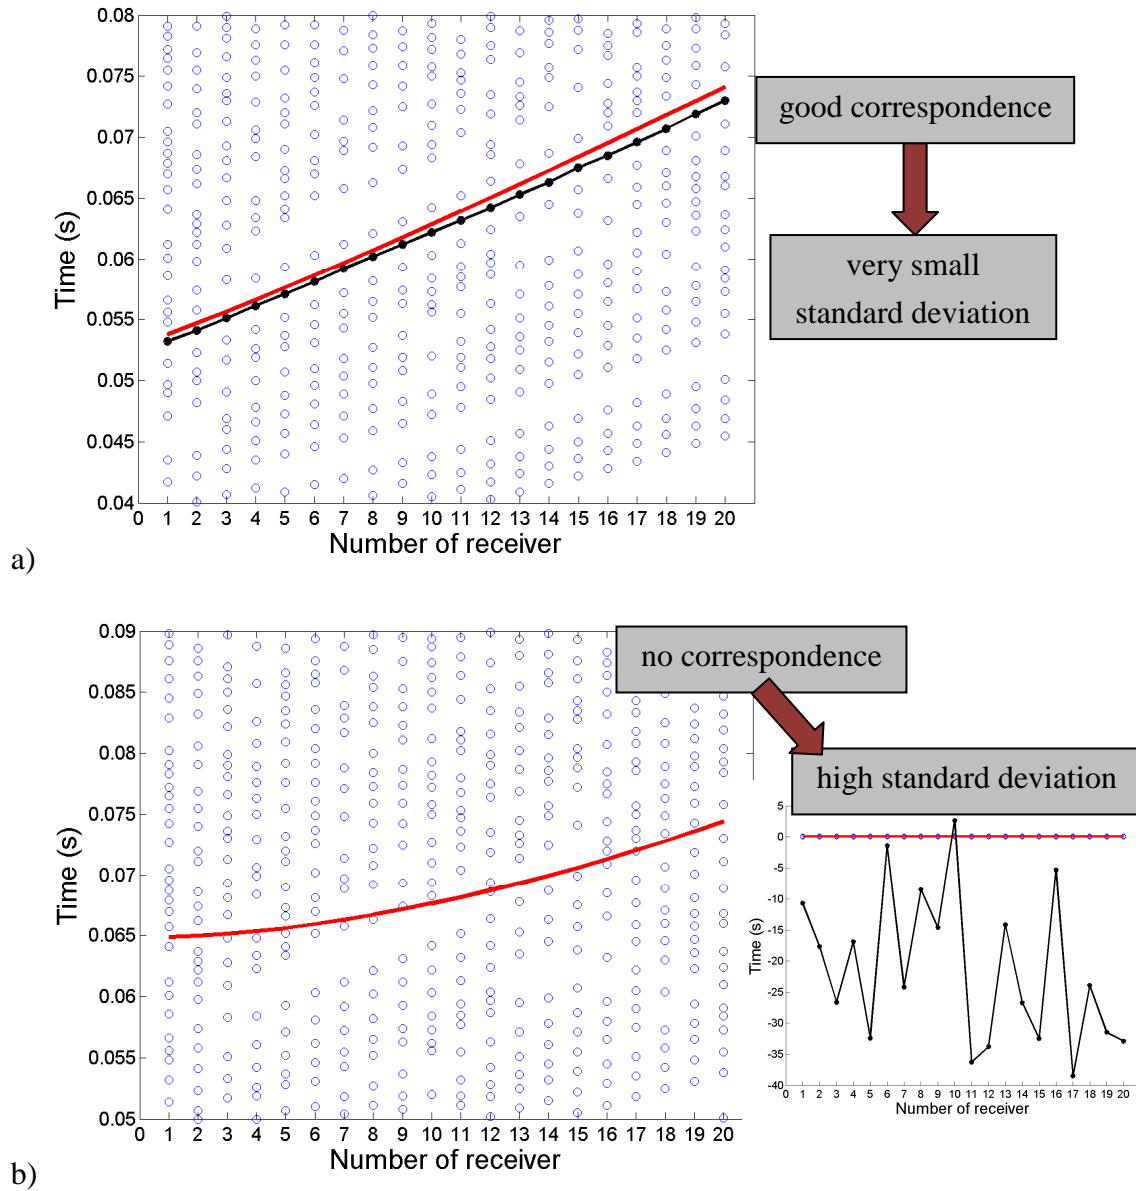 0.08
0.075
0.07
0.065
0.06
0.055
0.05
0.045
0.04
Time (s)
0 1 2 3 4 5 6 7 8 9 10 11 12 13 14 15 16 17 18 19 20
Number of receiver
good correspondence
very small
standard deviation
a)
0.09
0.085
0.08
0.075
0.07
0.065
0.06
0.055
0.05
Time (s)
0 1 2 3 4 5 6 7 8 9 10 11 12 13 14 15 16 17 18 19 20
Number of receiver
no correspondence
high standard deviation
5
0
-5
-10
-15
-20
-25
-30
-35
-40
Time (s)
0 1 2 3 4 5 6 7 8 9 10 11 12 13 14 15 16 17 18 19 20
Number of receiver
b)